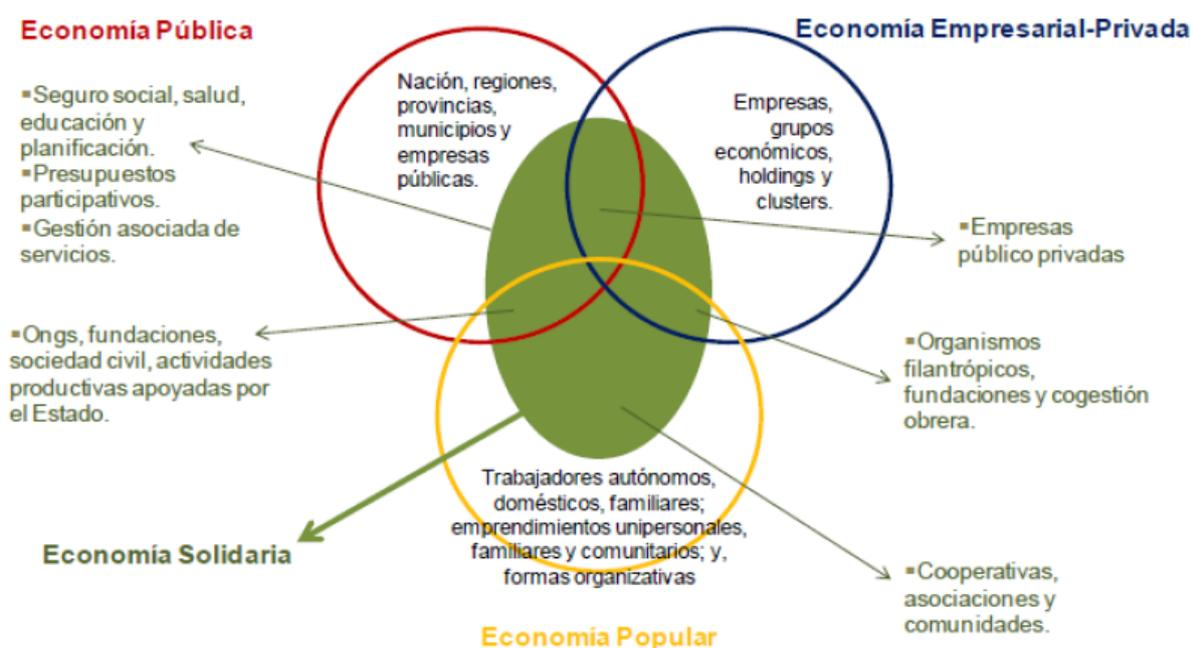 Economía Pública
Economía Empresarial-Privada
▪Seguro social, salud,
educación y
planificación.
▪Presupuestos
participativos.
▪Gestión asociada de
servicios.
Nación, regiones,
provincias,
municipios y
empresas
públicas.
Empresas,
grupos
económicos,
holdings y
clusters.
▪Empresas
público privadas
▪Ongs, fundaciones,
sociedad civil, actividades
productivas apoyadas por
el Estado.
▪Organismos
filantrópicos,
fundaciones y cogestión
obrera.
Trabajadores autónomos,
domésticos, familiares;
emprendimientos unipersonales,
familiares y comunitarios; y,
formas organizativas
Economía Solidaria
▪Cooperativas,
asociaciones y
comunidades.
Economía Popular